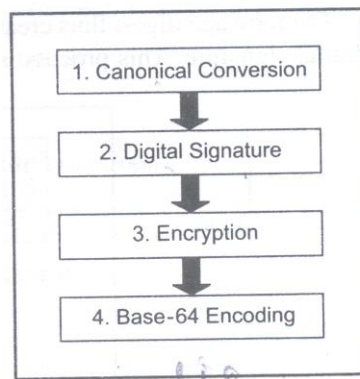 1. Canonical Conversion
2. Digital Signature
3. Encryption
4. Base-64 Encoding